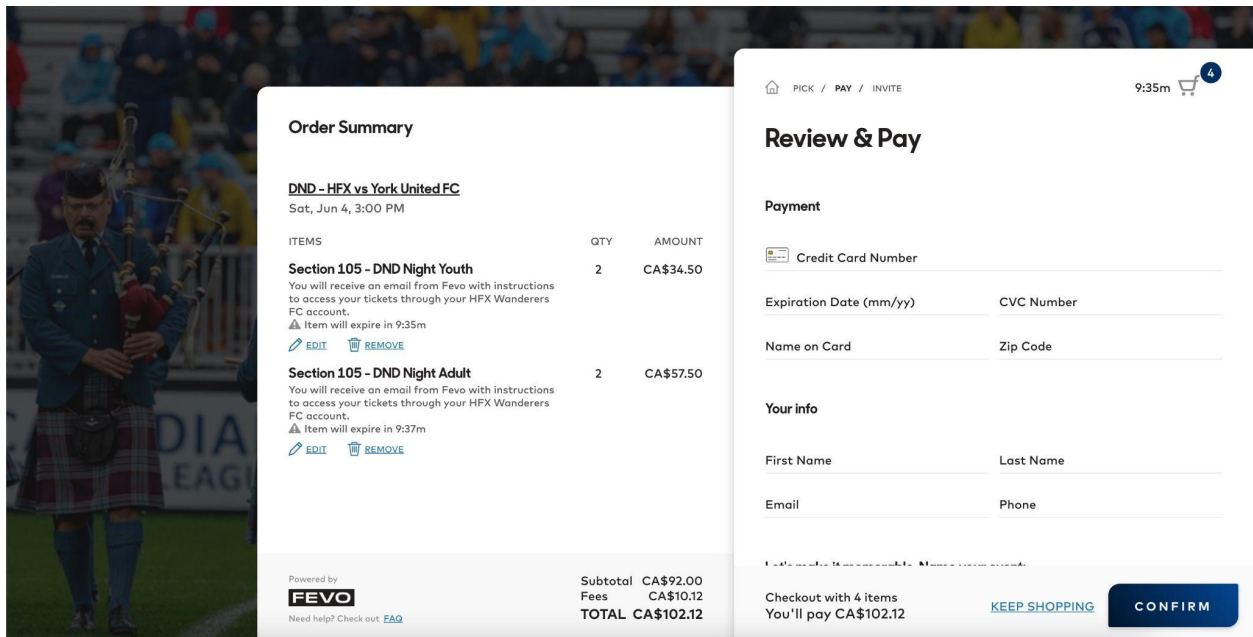 Order Summary
DND - HFX vs York United FC
Sat, Jun 4, 3:00 PM
ITEMS QTY AMOUNT
Section 105 - DND Night Youth 2 CA$34.50
You will receive an email from Fevo with instructions
to access your tickets through your HFX Wanderers
FC account.
Item will expire in 9:35m
EDIT REMOVE
Section 105 - DND Night Adult 2 CA$57.50
You will receive an email from Fevo with instructions
to access your tickets through your HFX Wanderers
FC account.
Item will expire in 9:37m
EDIT REMOVE
Powered by
FEVO
Need help? Check out FAQ
Subtotal CA$92.00
Fees CA$10.12
TOTAL CA$102.12
PICK / PAY / INVITE
9:35m 4
Review & Pay
Payment
Credit Card Number
Expiration Date (mm/yy) CVC Number
Name on Card Zip Code
Your info
First Name Last Name
Email Phone
Let's make it memorable. Name your event:
Checkout with 4 items
You'll pay CA$102.12
KEEP SHOPPING CONFIRM